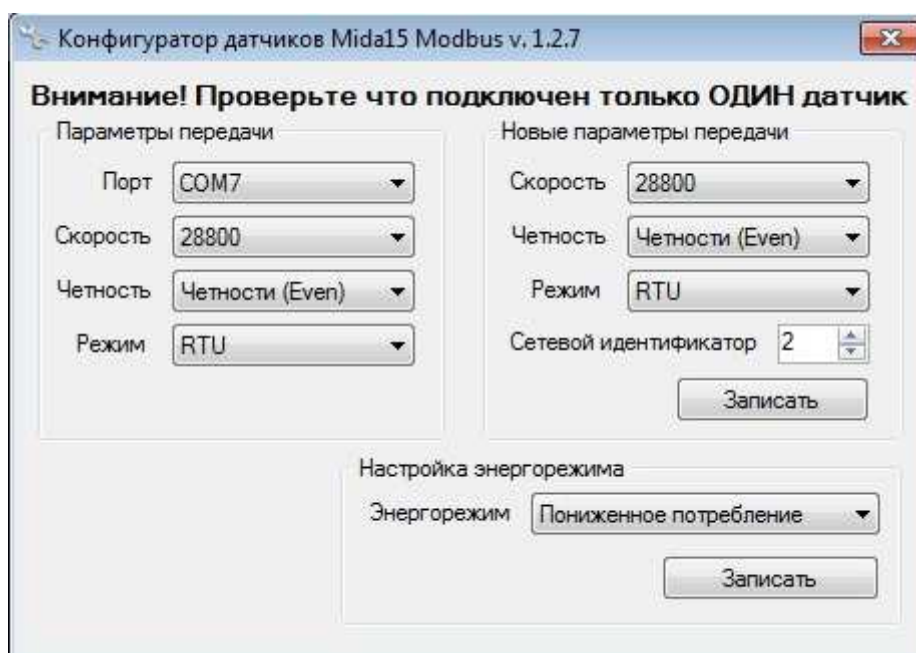 Конфигуратор датчиков Mida15 Modbus v. 1.2.7
Внимание! Проверьте что подключен только ОДИН датчик
Параметры передачи
Порт COM7
Скорость 28800
Четность Четности (Even)
Режим RTU
Новые параметры передачи
Скорость 28800
Четность Четности (Even)
Режим RTU
Сетевой идентификатор 2
Записать
Настройка энергорежима
Энергорежим Пониженное потребление
Записать